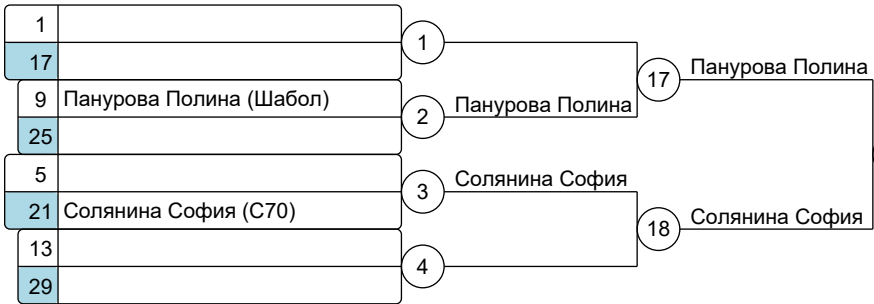 1
1
17
17 Панурова Полина
9 Панурова Полина (Шабол)
2 Панурова Полина
25
5
3 Солянина София
21 Солянина София (С70)
18 Солянина София
13
4
29